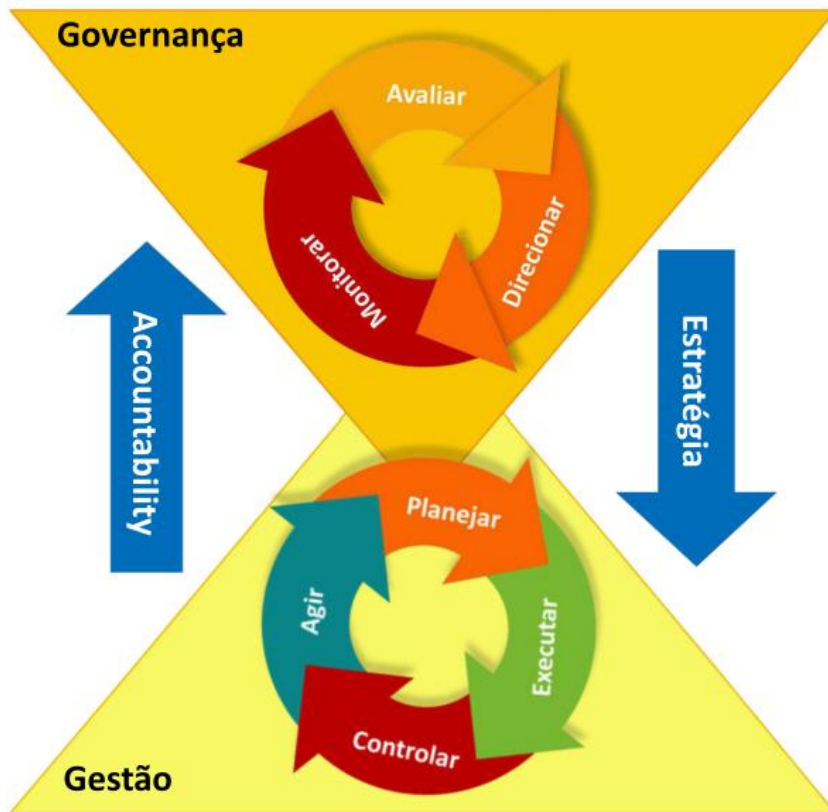 Governança
Avaliar
Direcionar
Monitorar
Accountability
Estratégia
Planejar
Executar
Controlar
Agir
Gestão